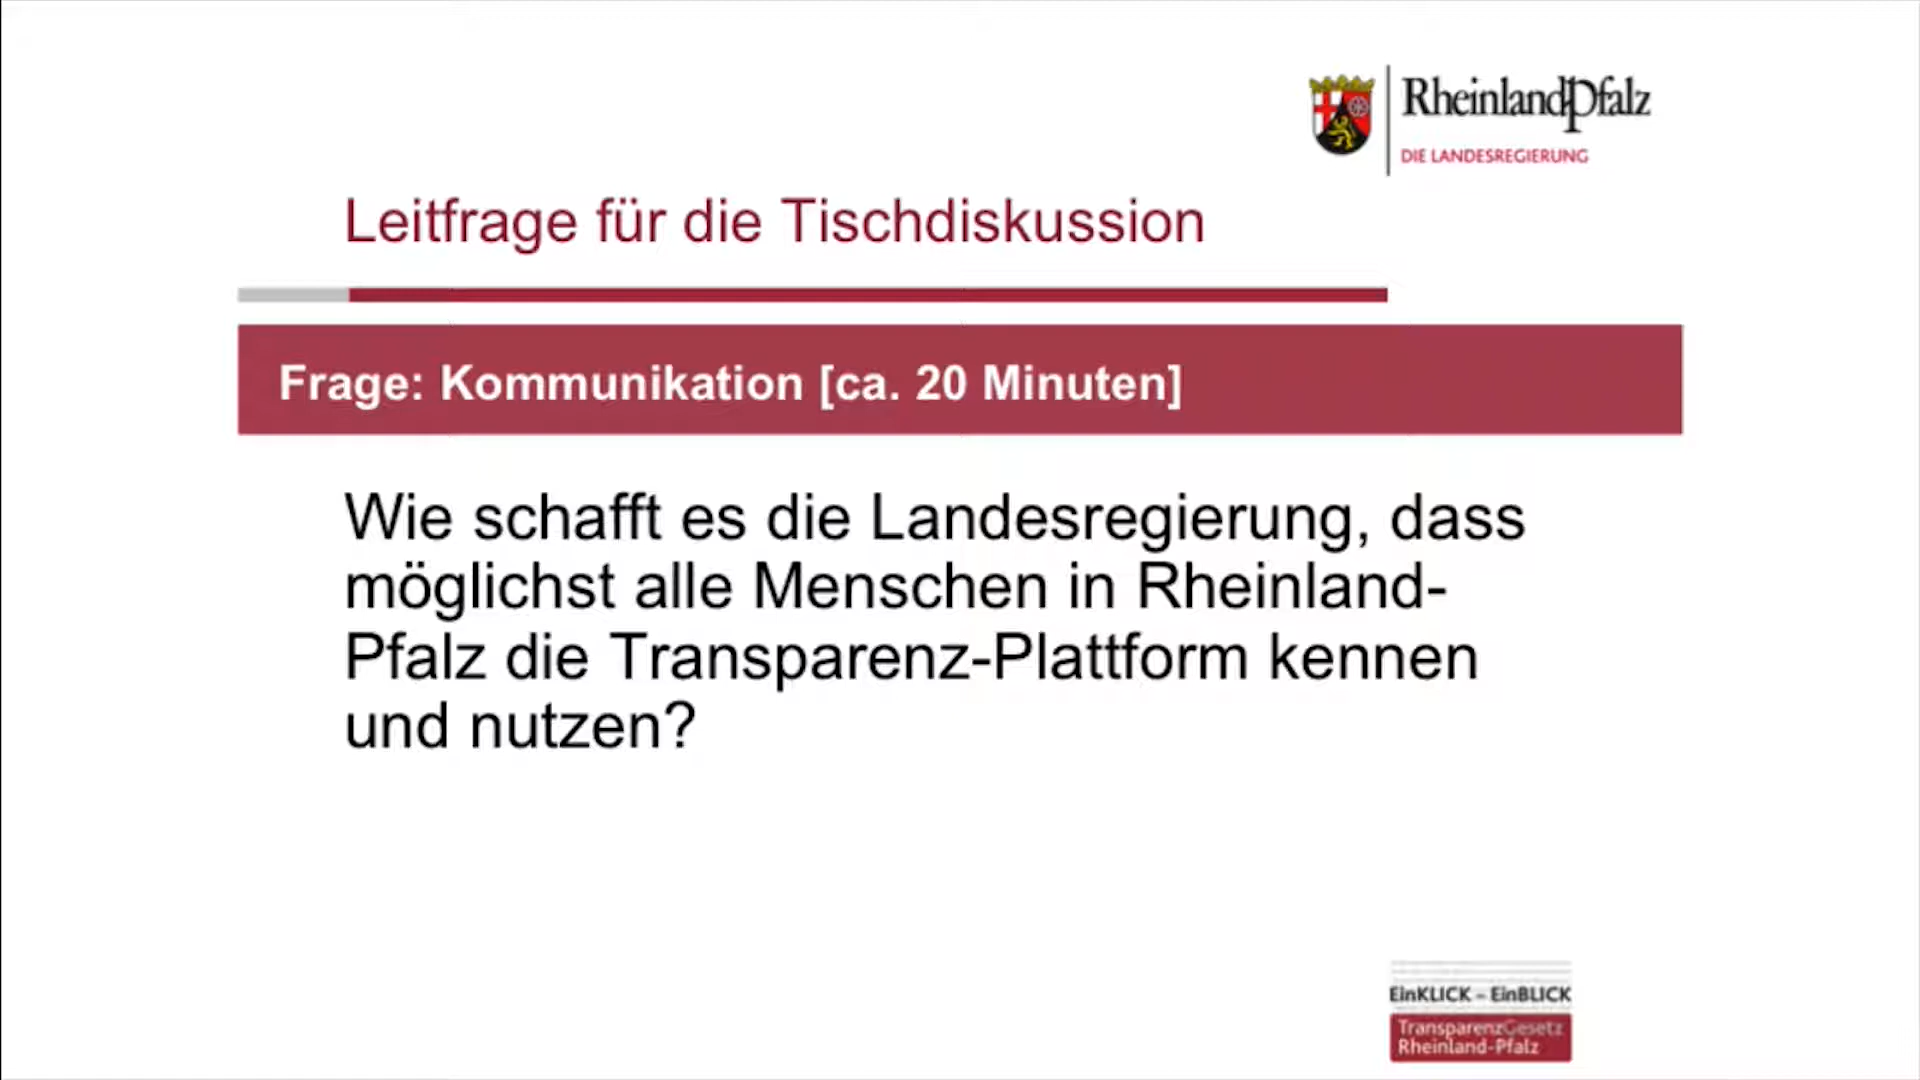 RheinlandPfalz
DIE LANDESREGIERUNG
Leitfrage für die Tischdiskussion
Frage: Kommunikation [ca. 20 Minuten]
Wie schafft es die Landesregierung, dass
möglichst alle Menschen in Rheinland-
Pfalz die Transparenz-Plattform kennen
und nutzen?
EinKLICK – EinBLICK
TransparenzGesetz
Rheinland-Pfalz